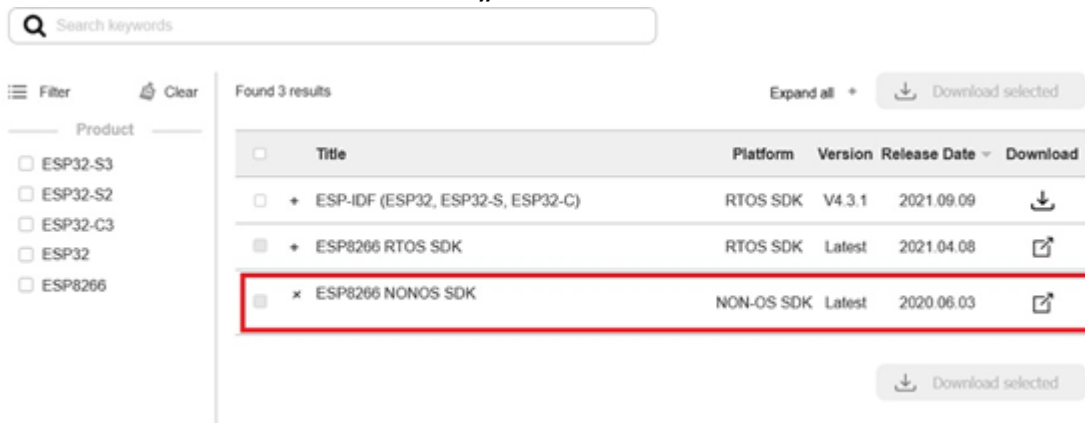 Search keywords
Filter Clear
Product
ESP32-S3
ESP32-S2
ESP32-C3
ESP32
ESP8266
Found 3 results Expand all + Download selected
Title Platform Version Release Date Download
+ ESP-IDF (ESP32, ESP32-S, ESP32-C) RTOS SDK V4.3.1 2021.09.09
+ ESP8266 RTOS SDK RTOS SDK Latest 2021.04.08
× ESP8266 NONOS SDK NON-OS SDK Latest 2020.06.03
Download selected